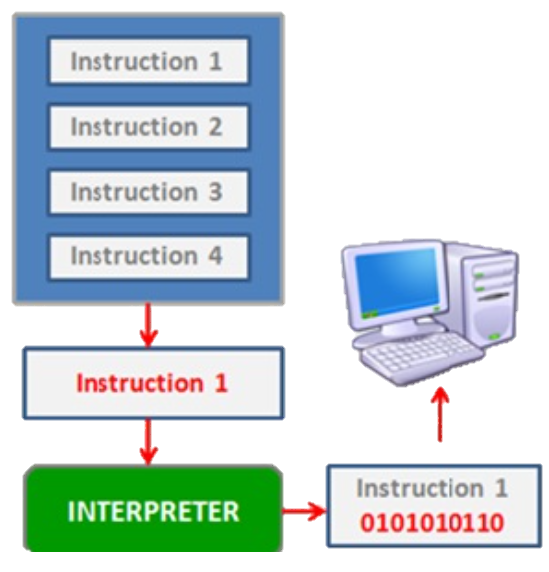 Instruction 1
Instruction 2
Instruction 3
Instruction 4
Instruction 1
INTERPRETER
Instruction 1
0101010110